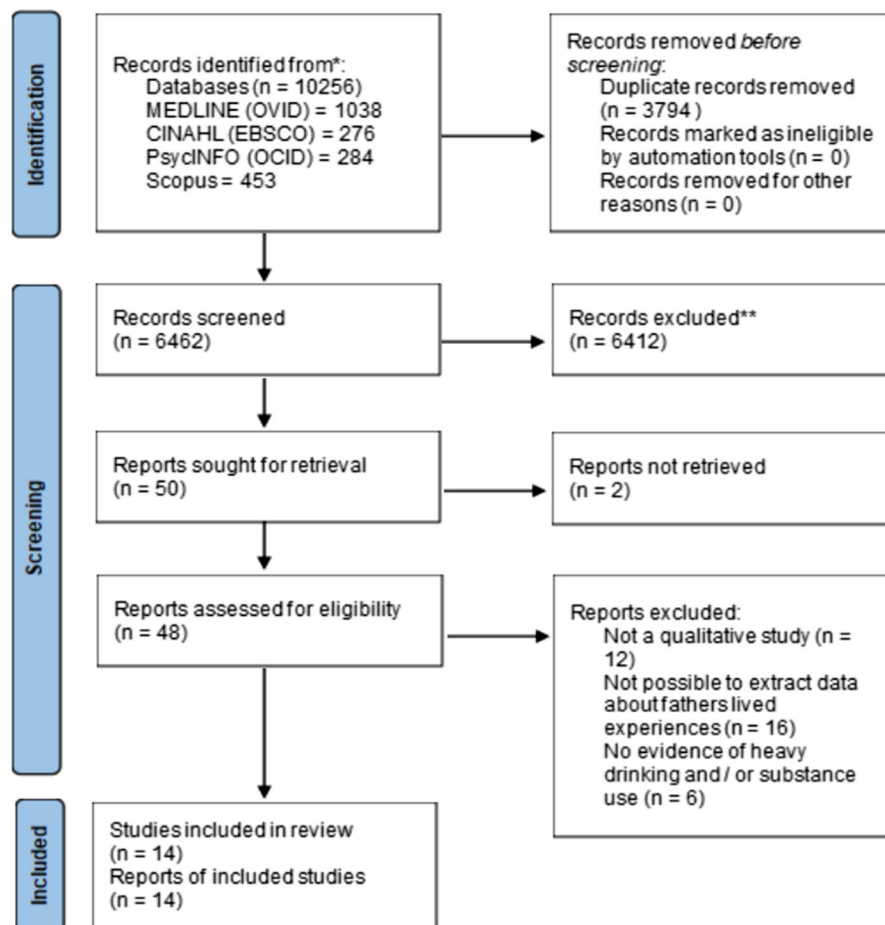 Identification
Records identified from*:
Databases (n = 10256)
MEDLINE (OVID) = 1038
CINAHL (EBSCO) = 276
PsycINFO (OCID) = 284
Scopus = 453
Records removed before
screening:
Duplicate records removed
(n = 3794 )
Records marked as ineligible
by automation tools (n = 0)
Records removed for other
reasons (n = 0)
Screening
Records screened
(n = 6462)
Records excluded**
(n = 6412)
Reports sought for retrieval
(n = 50)
Reports not retrieved
(n = 2)
Reports assessed for eligibility
(n = 48)
Reports excluded:
Not a qualitative study (n =
12)
Not possible to extract data
about fathers lived
experiences (n = 16)
No evidence of heavy
drinking and / or substance
use (n = 6)
Included
Studies included in review
(n = 14)
Reports of included studies
(n = 14)